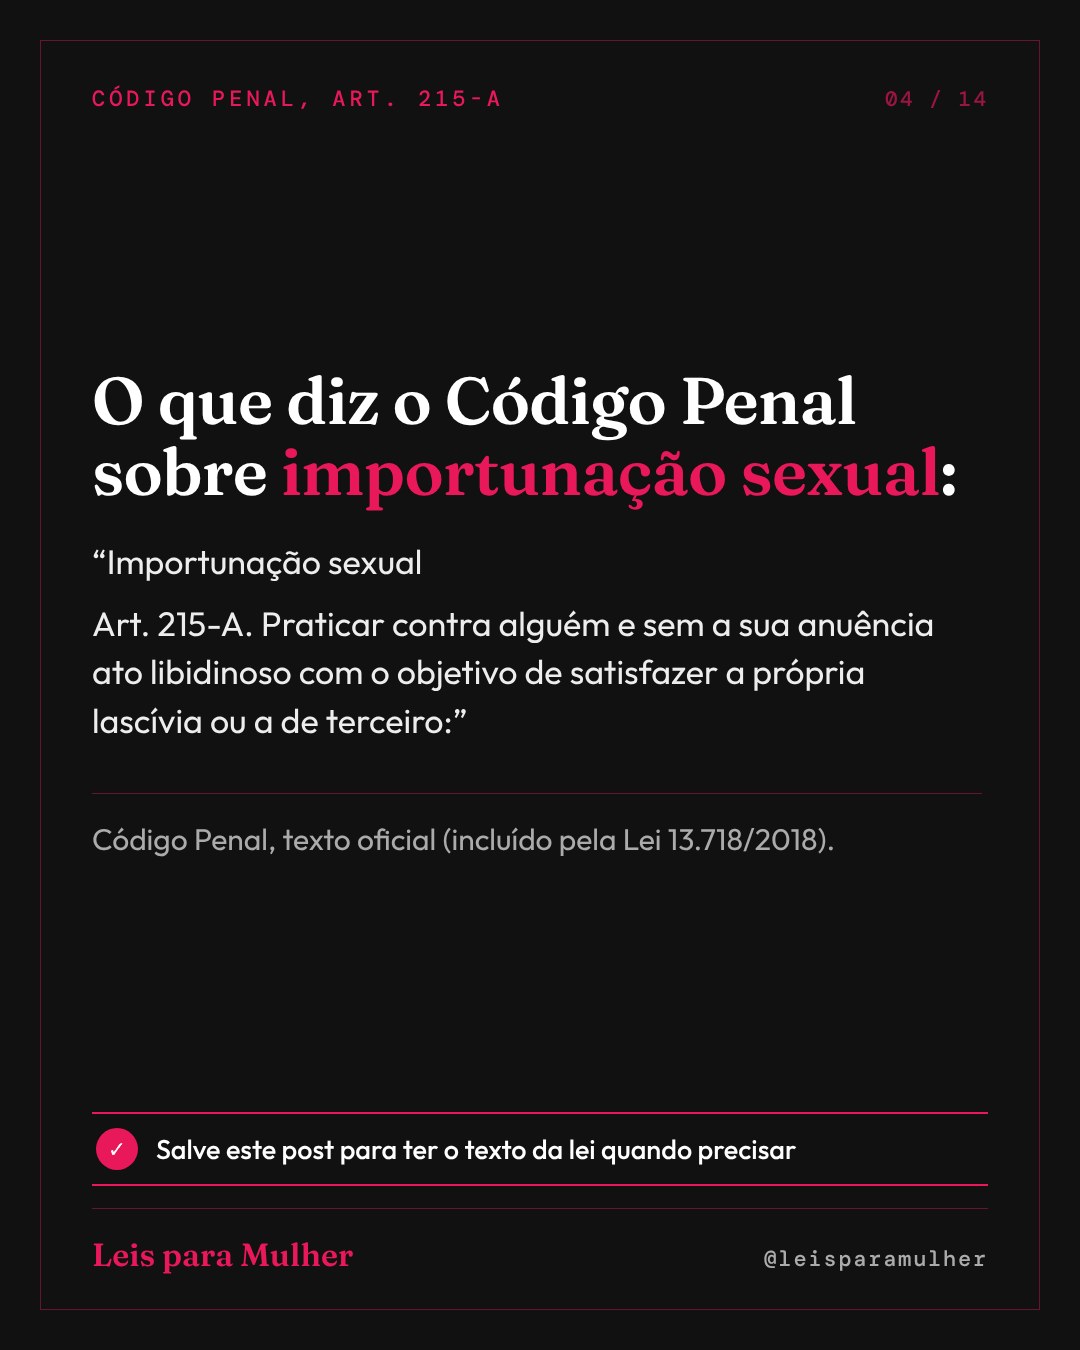 CÓDIGO PENAL, ART. 215-A
04 / 14
O que diz o Código Penal
sobre importunação sexual:
“Importunação sexual
Art. 215-A. Praticar contra alguém e sem a sua anuência
ato libidinoso com o objetivo de satisfazer a própria
lascívia ou a de terceiro:”
Código Penal, texto oficial (incluído pela Lei 13.718/2018).
✓ Salve este post para ter o texto da lei quando precisar
Leis para Mulher
@leisparamulher